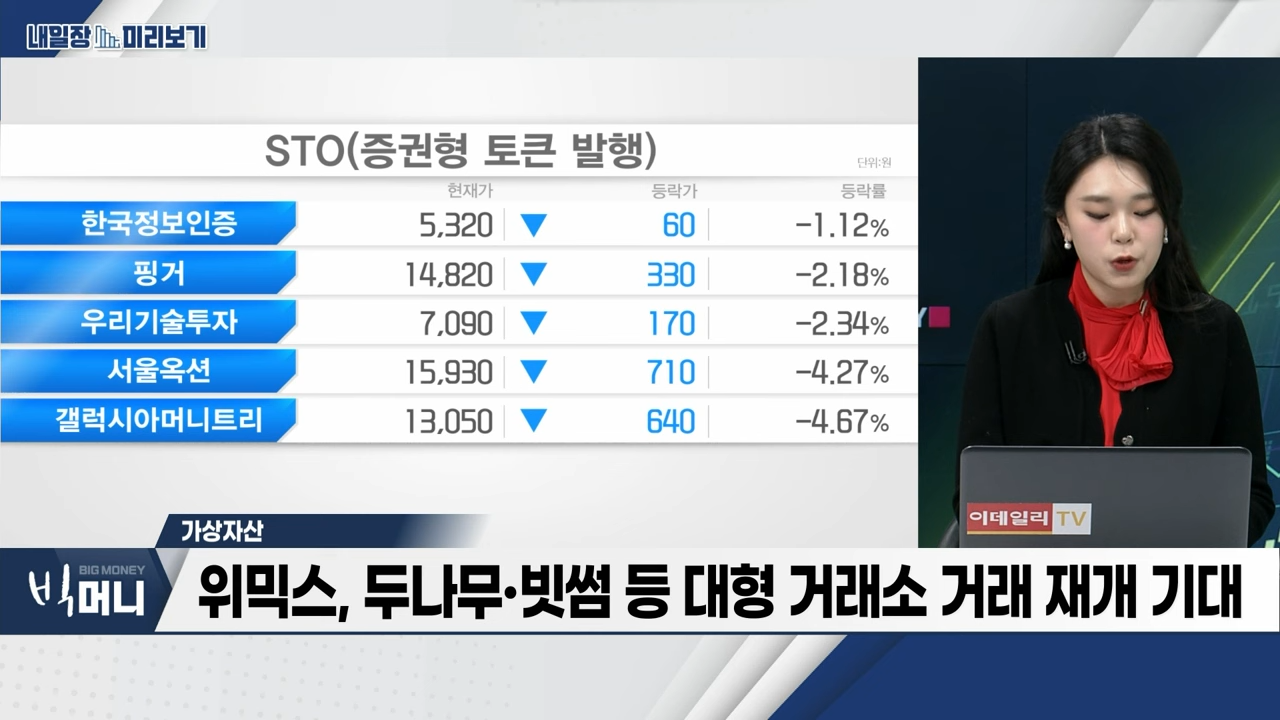 내일장 미리보기
STO(증권형 토큰 발행)
단위:원
현재가 등락가 등락률
한국정보인증 5,320 ▼ 60 -1.12%
핑거 14,820 ▼ 330 -2.18%
우리기술투자 7,090 ▼ 170 -2.34%
서울옥션 15,930 ▼ 710 -4.27%
갤럭시아머니트리 13,050 ▼ 640 -4.67%
Y
이데일리 TV
가상자산
BIG MONEY
빅머니
위믹스, 두나무·빗썸 등 대형 거래소 거래 재개 기대